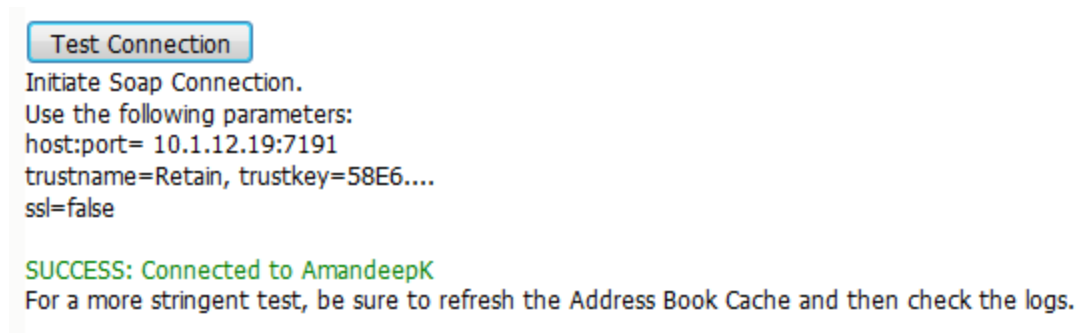 Test Connection
Initiate Soap Connection.
Use the following parameters:
host:port= 10.1.12.19:7191
trustname=Retain, trustkey=58E6....
ssl=false
SUCCESS: Connected to AmandeepK
For a more stringent test, be sure to refresh the Address Book Cache and then check the logs.